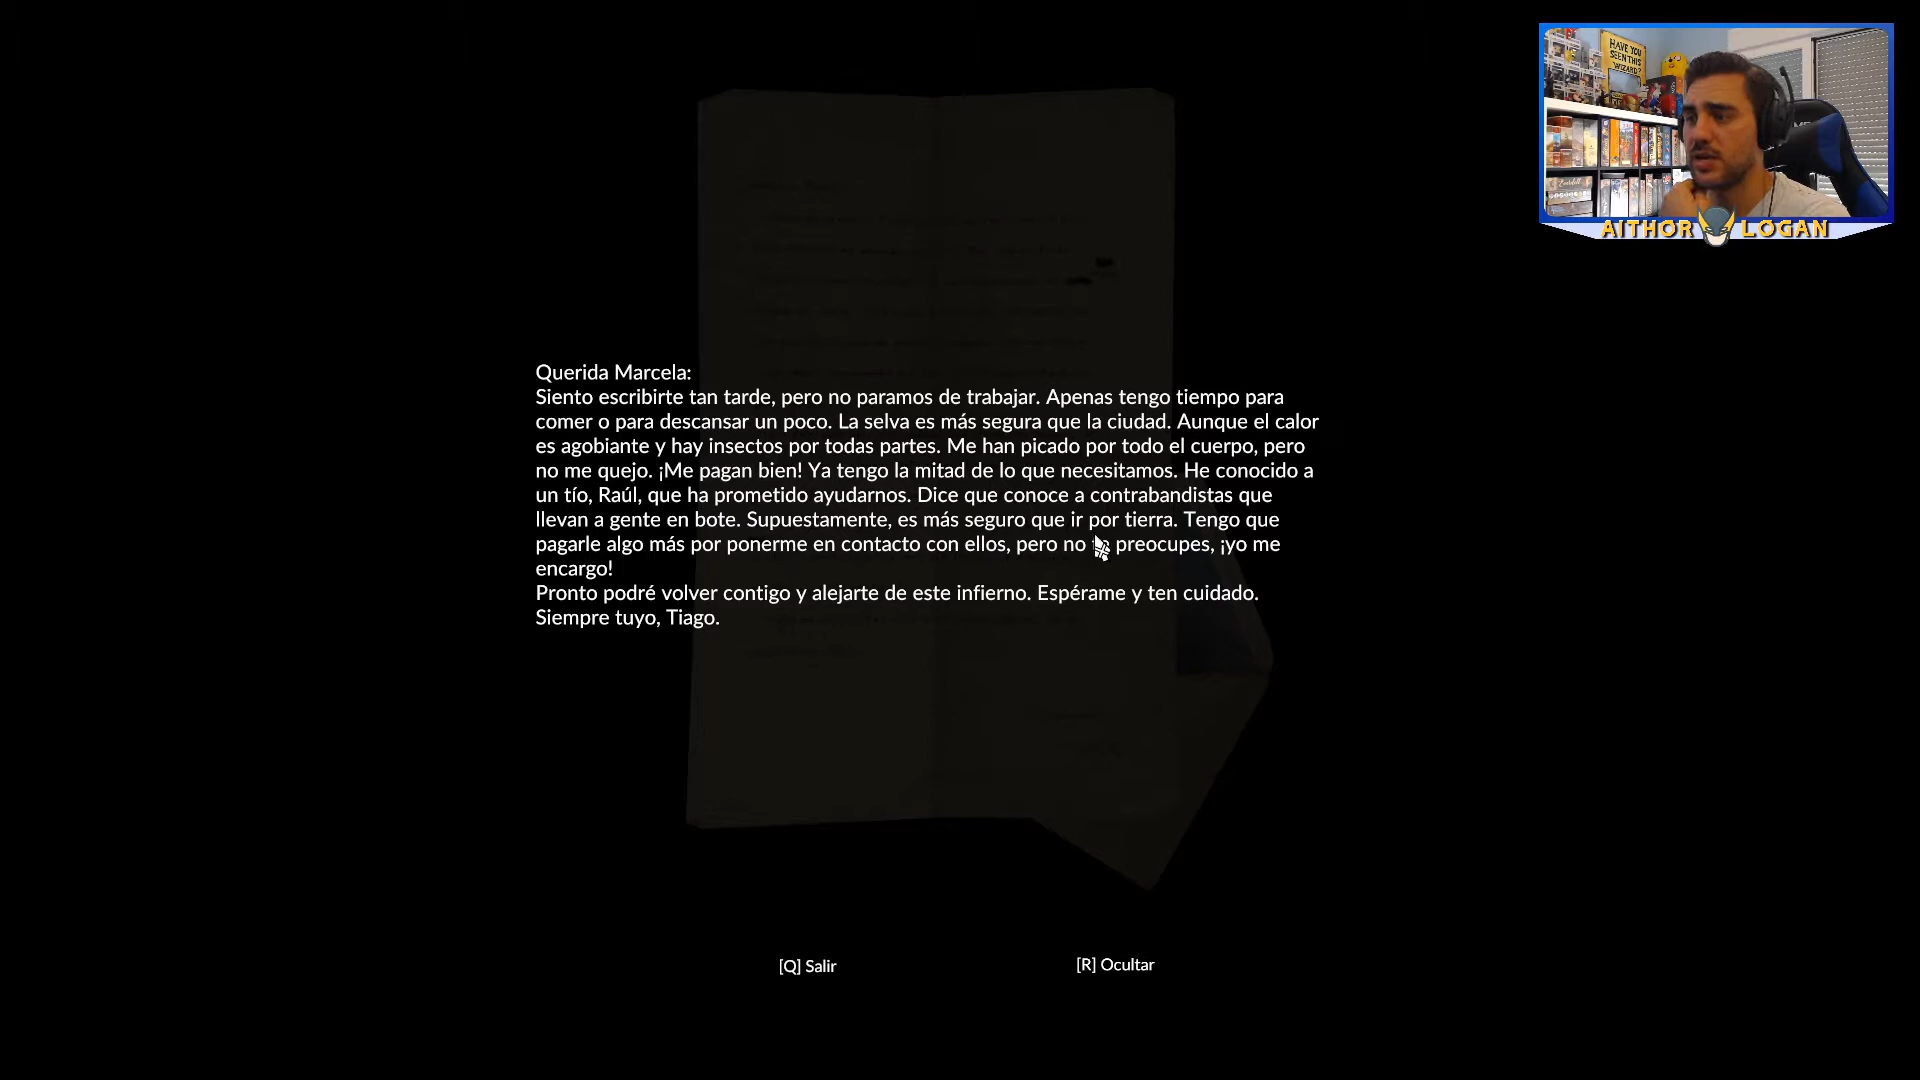 HAVE YOU
SEEN THIS
WIZARD?
AITHOR LOGAN
Querida Marcela:
Siento escribirte tan tarde, pero no paramos de trabajar. Apenas tengo tiempo para
comer o para descansar un poco. La selva es más segura que la ciudad. Aunque el calor
es agobiante y hay insectos por todas partes. Me han picado por todo el cuerpo, pero
no me quejo. ¡Me pagan bien! Ya tengo la mitad de lo que necesitamos. He conocido a
un tío, Raúl, que ha prometido ayudarnos. Dice que conoce a contrabandistas que
llevan a gente en bote. Supuestamente, es más seguro que ir por tierra. Tengo que
pagarle algo más por ponerme en contacto con ellos, pero no preocupes, ¡yo me
encargo!
Pronto podré volver contigo y alejarte de este infierno. Espérame y ten cuidado.
Siempre tuyo, Tiago.
[Q] Salir
[R] Ocultar